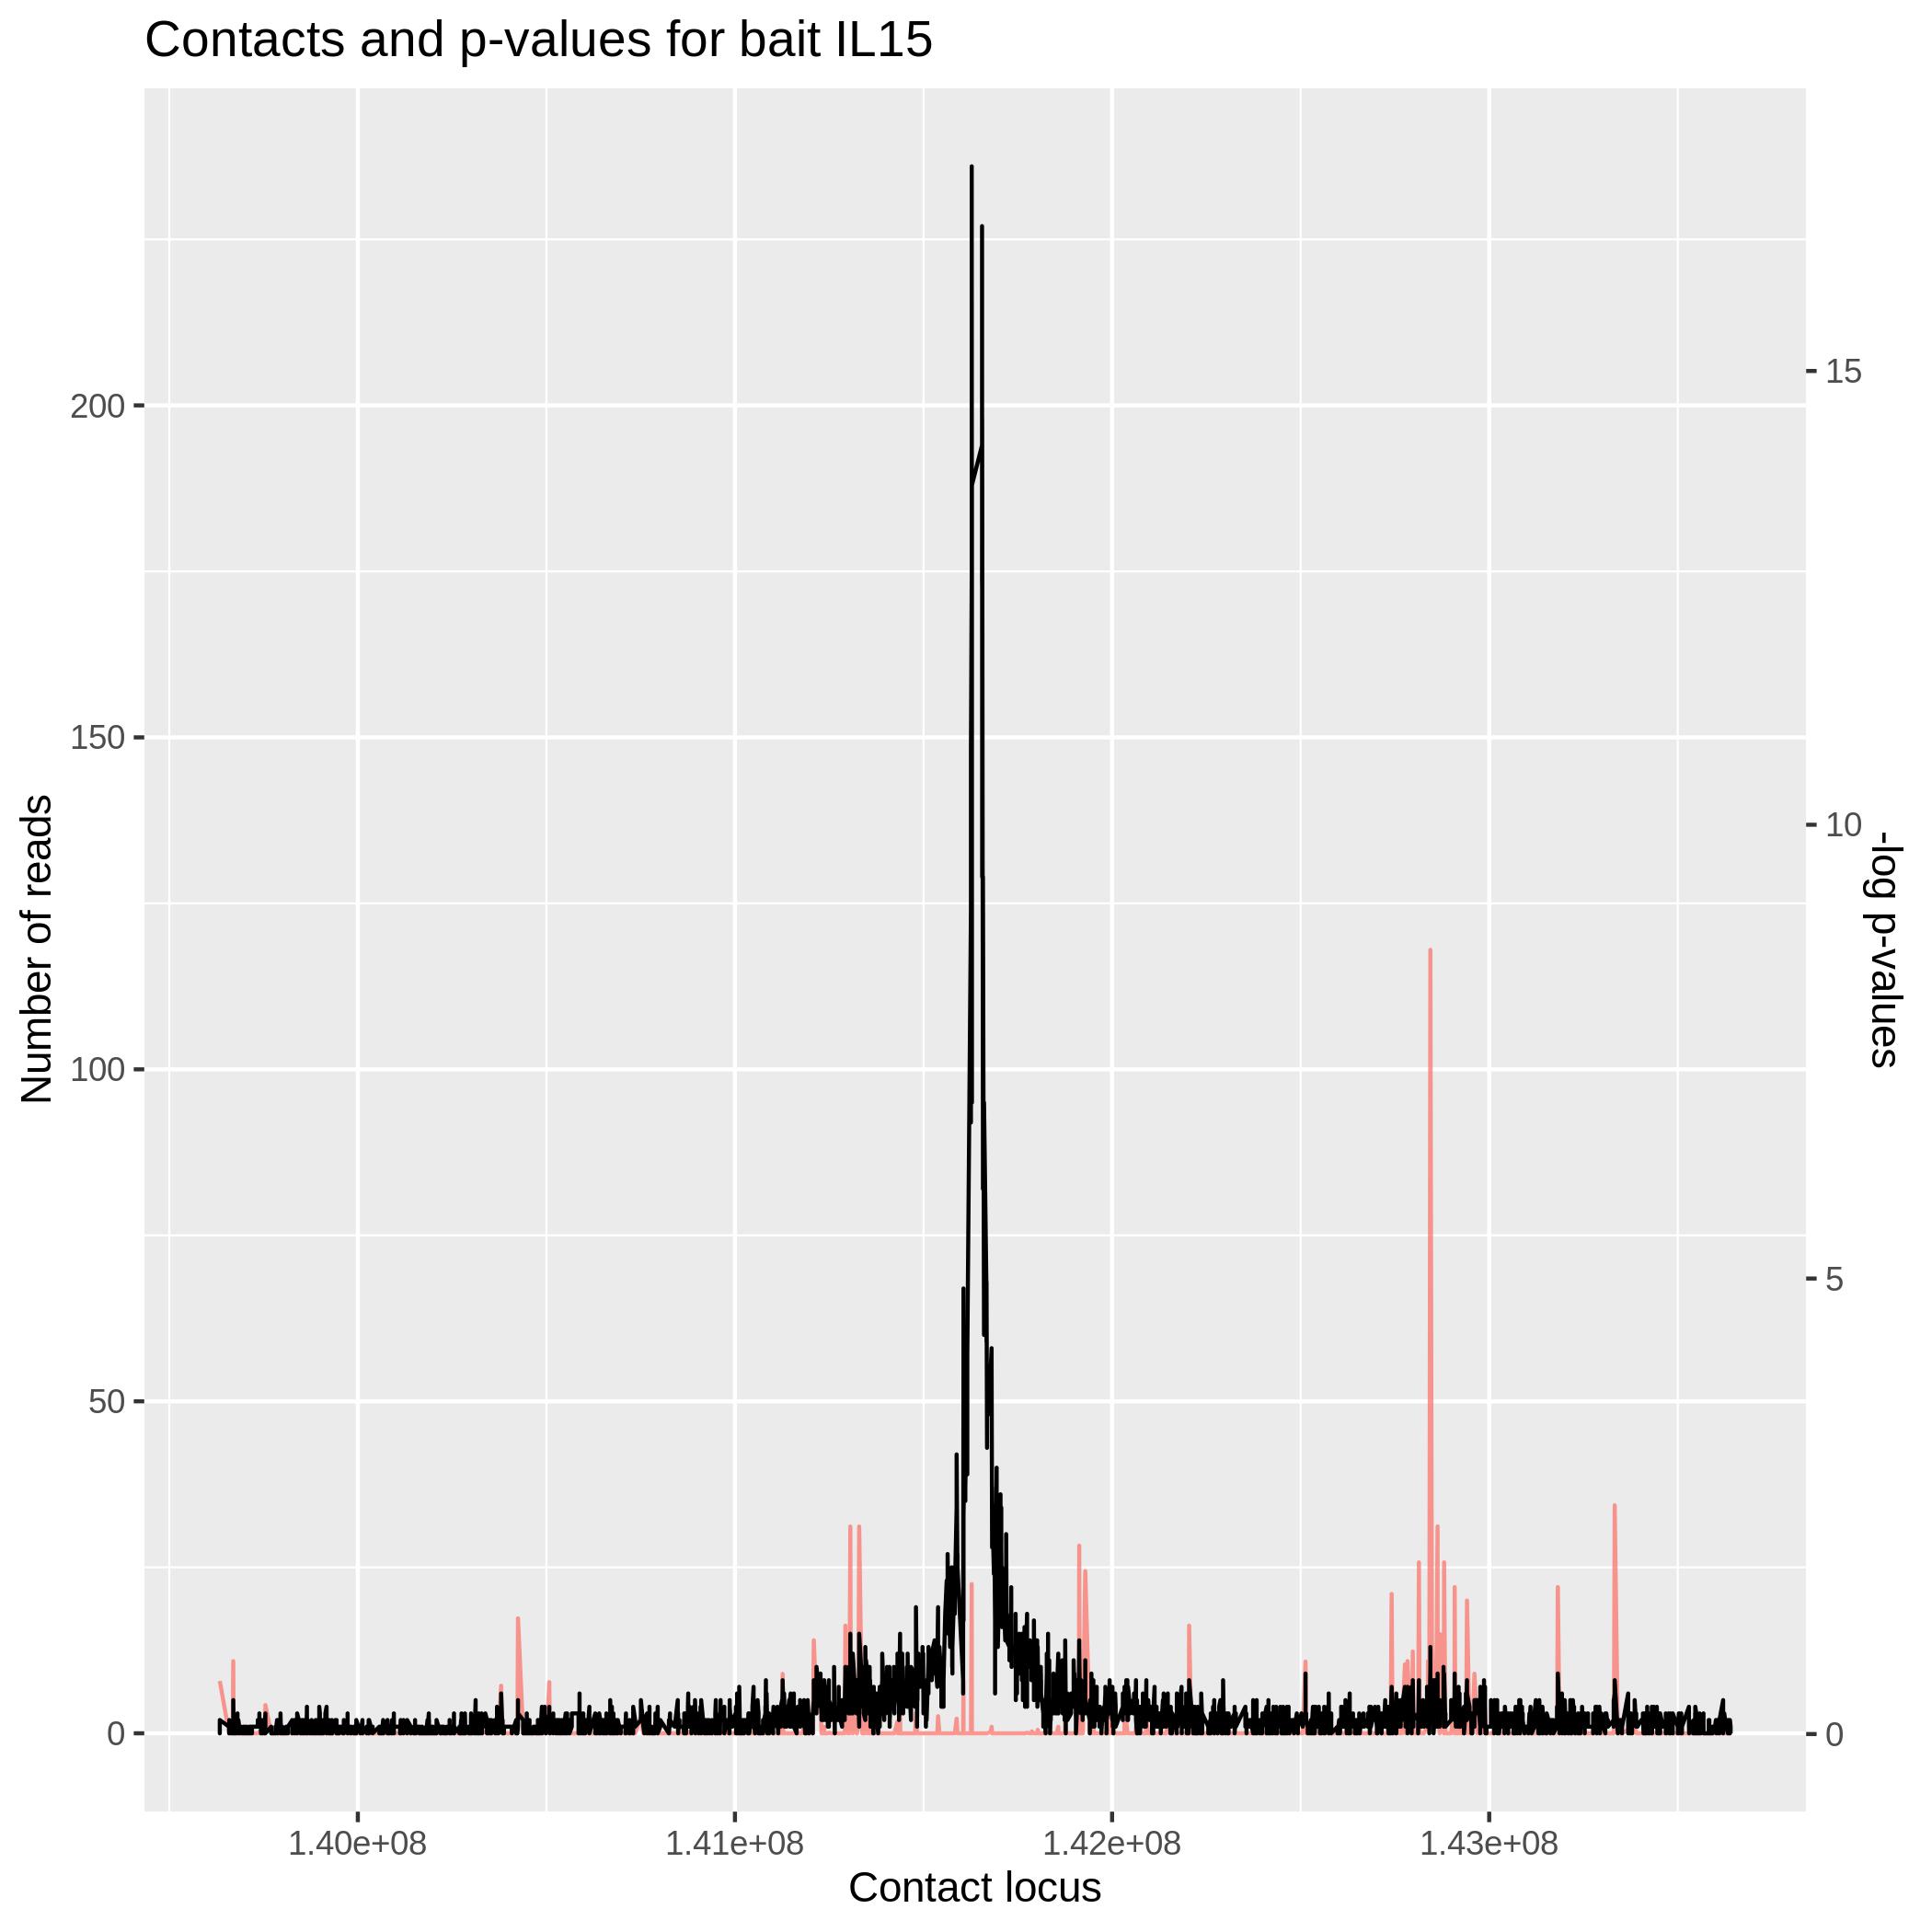 Contacts and p-values for bait IL15
Number of reads
200
150
100
50
0
15
10
5
0
-log p-values
1.40e+08
1.41e+08
1.42e+08
1.43e+08
Contact locus